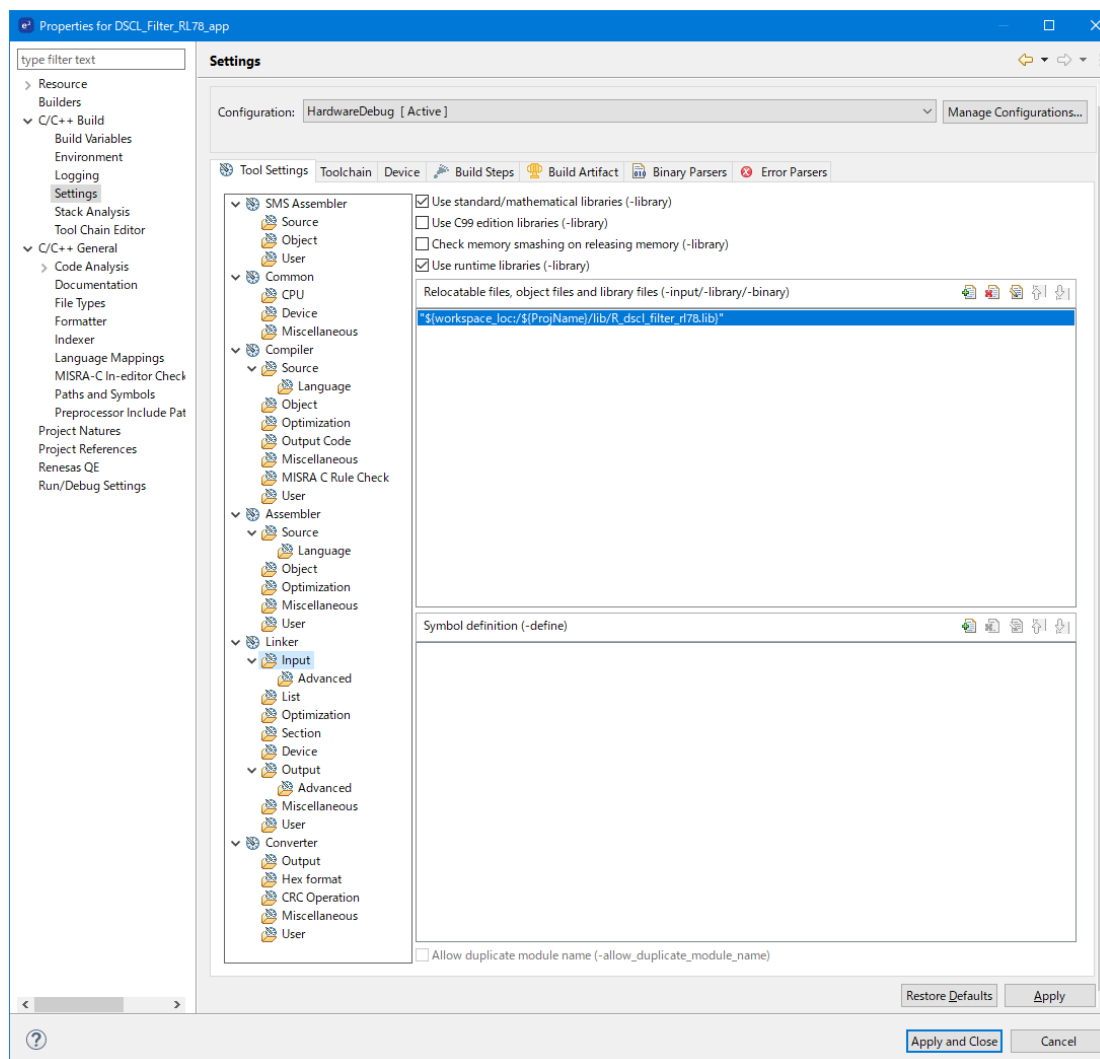 Properties for DSCL_Filter_RL78_app
type filter text
Resource
Builders
C/C++ Build
Build Variables
Environment
Logging
Settings
Stack Analysis
Tool Chain Editor
C/C++ General
Code Analysis
Documentation
File Types
Formatter
Indexer
Language Mappings
MISRA-C In-editor Check
Paths and Symbols
Preprocessor Include Pat
Project Natures
Project References
Renesas QE
Run/Debug Settings
Settings
Configuration: HardwareDebug [ Active ]
Manage Configurations...
Tool Settings Toolchain Device Build Steps Build Artifact Binary Parsers Error Parsers
SMS Assembler
Source
Object
User
Common
CPU
Device
Miscellaneous
Compiler
Source
Language
Object
Optimization
Output Code
Miscellaneous
MISRA C Rule Check
User
Assembler
Source
Language
Object
Optimization
Miscellaneous
User
Linker
Input
Advanced
List
Optimization
Section
Device
Output
Advanced
Miscellaneous
User
Converter
Output
Hex format
CRC Operation
Miscellaneous
User
Use standard/mathematical libraries (-library)
Use C99 edition libraries (-library)
Check memory smashing on releasing memory (-library)
Use runtime libraries (-library)
Relocatable files, object files and library files (-input/-library/-binary)
"${workspace_loc:/${ProjName}/lib/R_dscl_filter_rl78.lib}"
Symbol definition (-define)
Allow duplicate module name (-allow_duplicate_module_name)
Restore Defaults Apply
Apply and Close Cancel